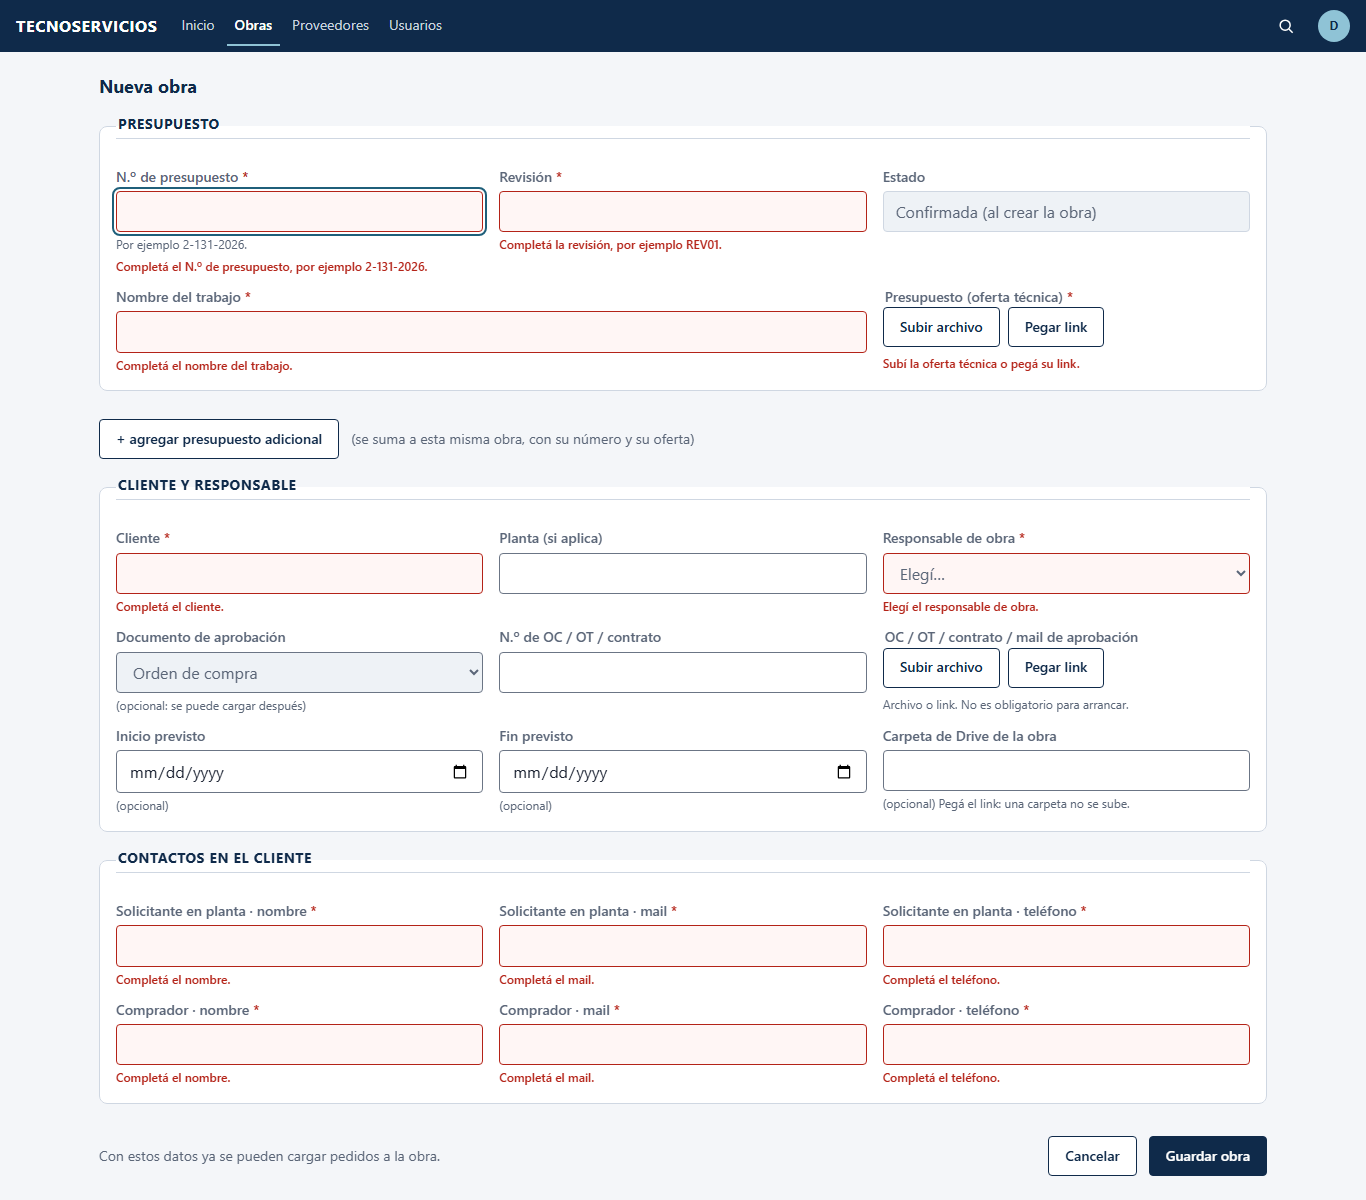 TECNOSERVICIOS Inicio Obras Proveedores Usuarios D
Nueva obra
PRESUPUESTO
N.º de presupuesto * Revisión * Estado
Confirmada (al crear la obra)
Por ejemplo 2-131-2026. Completá la revisión, por ejemplo REV01.
Completá el N.º de presupuesto, por ejemplo 2-131-2026.
Nombre del trabajo * Presupuesto (oferta técnica) *
Subir archivo Pegar link
Completá el nombre del trabajo. Subí la oferta técnica o pegá su link.
+ agregar presupuesto adicional (se suma a esta misma obra, con su número y su oferta)
CLIENTE Y RESPONSABLE
Cliente * Planta (si aplica) Responsable de obra *
Elegí...
Completá el cliente. Elegí el responsable de obra.
Documento de aprobación N.º de OC / OT / contrato OC / OT / contrato / mail de aprobación
Orden de compra Subir archivo Pegar link
(opcional: se puede cargar después) Archivo o link. No es obligatorio para arrancar.
Inicio previsto Fin previsto Carpeta de Drive de la obra
mm/dd/yyyy mm/dd/yyyy
(opcional) (opcional) (opcional) Pegá el link: una carpeta no se sube.
CONTACTOS EN EL CLIENTE
Solicitante en planta · nombre * Solicitante en planta · mail * Solicitante en planta · teléfono *
Completá el nombre. Completá el mail. Completá el teléfono.
Comprador · nombre * Comprador · mail * Comprador · teléfono *
Completá el nombre. Completá el mail. Completá el teléfono.
Con estos datos ya se pueden cargar pedidos a la obra. Cancelar Guardar obra